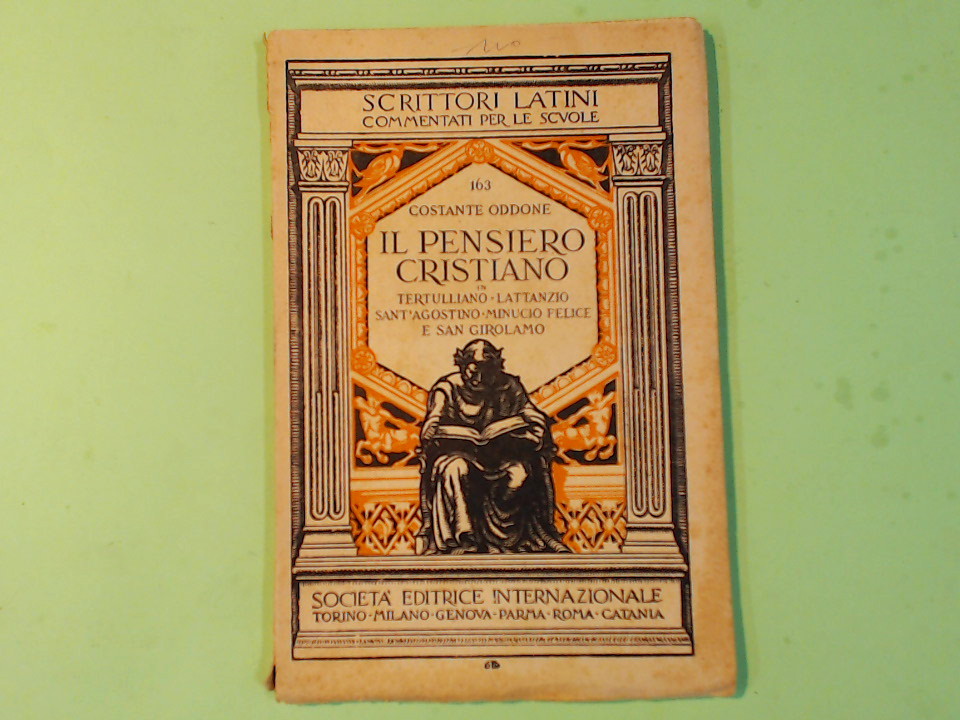 SCRITTORI LATINI
COMMENTATI PER LE SCVOLE
163
COSTANTE ODDONE
IL PENSIERO
CRISTIANO
IN
TERTULLIANO · LATTANZIO
SANT'AGOSTINO · MINUCIO FELICE
E SAN GIROLAMO
SOCIETA' EDITRICE INTERNAZIONALE
TORINO - MILANO - GENOVA - PARMA - ROMA - CATANIA